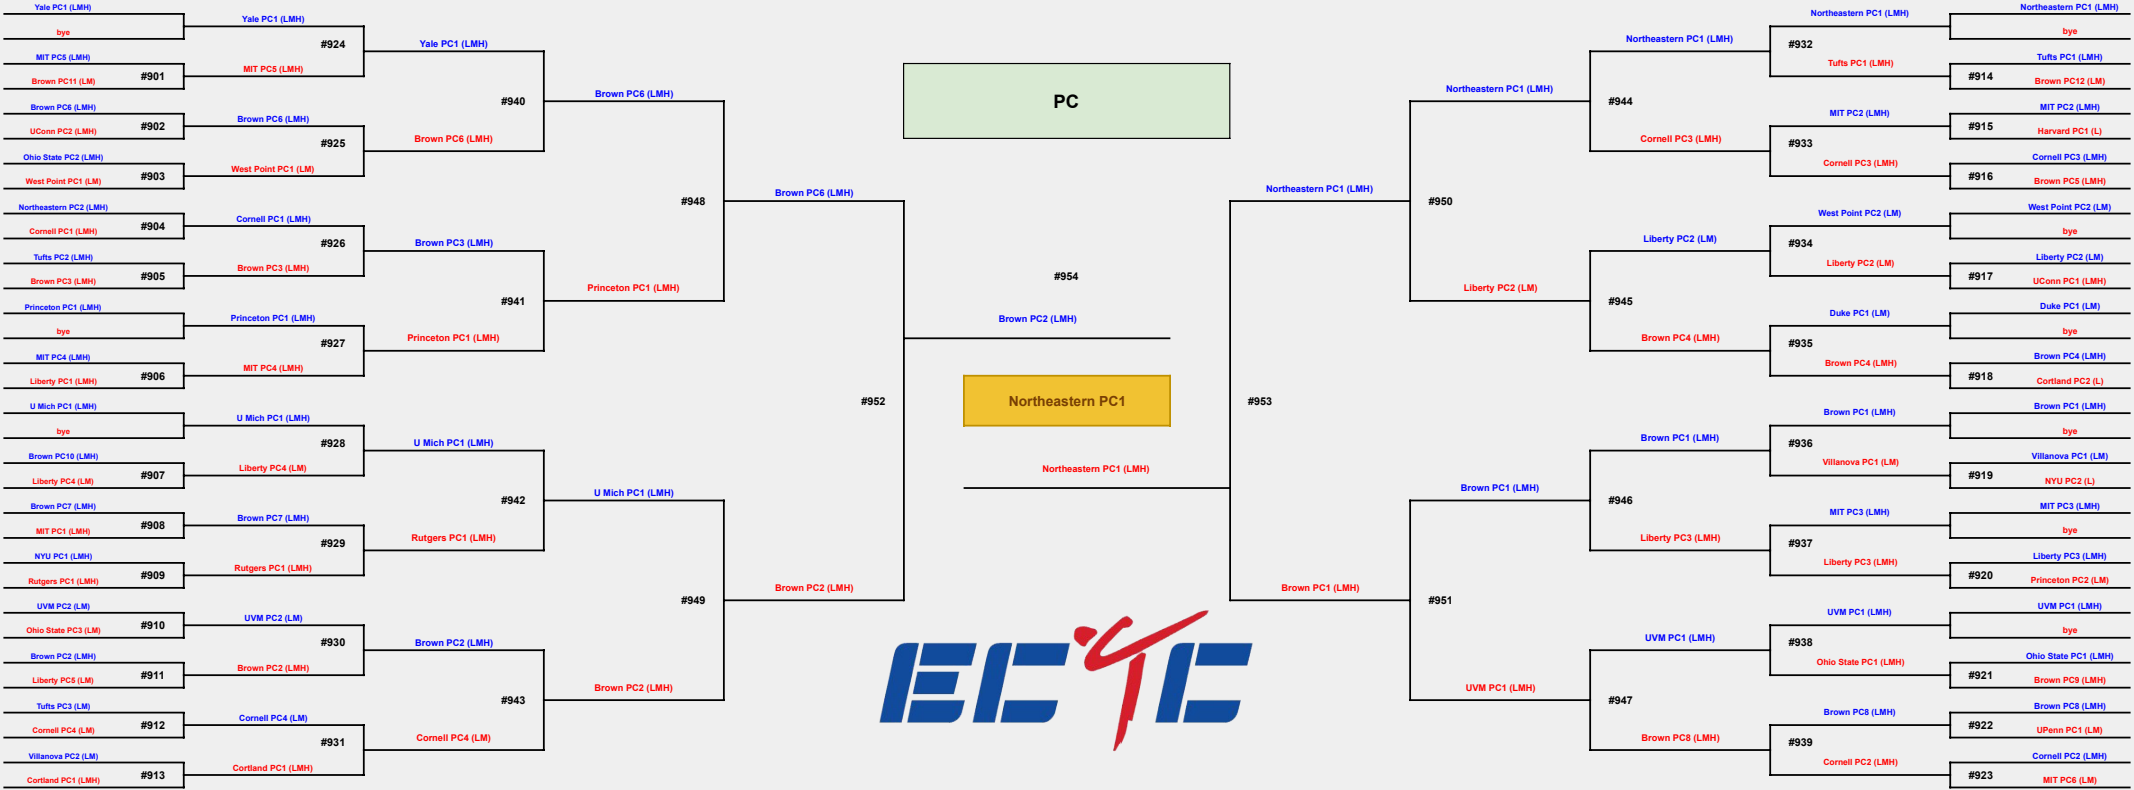 PC
Yale PC1 (LMH)
bye
MIT PC5 (LMH)
#901
Brown PC11 (LM)
Brown PC6 (LMH)
#902
UConn PC2 (LMH)
Ohio State PC2 (LMH)
#903
West Point PC1 (LM)
Northeastern PC2 (LMH)
#904
Cornell PC1 (LMH)
Tufts PC2 (LMH)
#905
Brown PC3 (LMH)
Princeton PC1 (LMH)
bye
MIT PC4 (LMH)
#906
Liberty PC1 (LMH)
U Mich PC1 (LMH)
bye
Brown PC10 (LMH)
#907
Liberty PC4 (LM)
Brown PC7 (LMH)
#908
MIT PC1 (LMH)
NYU PC1 (LMH)
#909
Rutgers PC1 (LMH)
UVM PC2 (LM)
#910
Ohio State PC3 (LM)
Brown PC2 (LMH)
#911
Liberty PC5 (LM)
Tufts PC3 (LM)
#912
Cornell PC4 (LM)
Villanova PC2 (LM)
#913
Cortland PC1 (LMH)
Yale PC1 (LMH)
#924
MIT PC5 (LMH)
Brown PC6 (LMH)
#925
West Point PC1 (LM)
Cornell PC1 (LMH)
#926
Brown PC3 (LMH)
Princeton PC1 (LMH)
#927
MIT PC4 (LMH)
U Mich PC1 (LMH)
#928
Liberty PC4 (LM)
Brown PC7 (LMH)
#929
Rutgers PC1 (LMH)
UVM PC2 (LM)
#930
Brown PC2 (LMH)
Cornell PC4 (LM)
#931
Cortland PC1 (LMH)
Yale PC1 (LMH)
#940
Brown PC6 (LMH)
Brown PC3 (LMH)
#941
Princeton PC1 (LMH)
U Mich PC1 (LMH)
#942
Rutgers PC1 (LMH)
Brown PC2 (LMH)
#943
Cornell PC4 (LM)
Brown PC6 (LMH)
#948
Princeton PC1 (LMH)
U Mich PC1 (LMH)
#949
Brown PC2 (LMH)
Brown PC6 (LMH)
#952
Brown PC2 (LMH)
#954
Brown PC2 (LMH)
Northeastern PC1
Northeastern PC1 (LMH)
ECTC
Northeastern PC1 (LMH)
#953
Brown PC1 (LMH)
Northeastern PC1 (LMH)
#950
Liberty PC2 (LM)
Brown PC1 (LMH)
#951
UVM PC1 (LMH)
Northeastern PC1 (LMH)
#944
Cornell PC3 (LMH)
Liberty PC2 (LM)
#945
Brown PC4 (LMH)
Brown PC1 (LMH)
#946
Liberty PC3 (LMH)
UVM PC1 (LMH)
#947
Brown PC8 (LMH)
Northeastern PC1 (LMH)
#932
Tufts PC1 (LMH)
MIT PC2 (LMH)
#933
Cornell PC3 (LMH)
West Point PC2 (LM)
#934
Liberty PC2 (LM)
Duke PC1 (LM)
#935
Brown PC4 (LMH)
Brown PC1 (LMH)
#936
Villanova PC1 (LM)
MIT PC3 (LMH)
#937
Liberty PC3 (LMH)
UVM PC1 (LMH)
#938
Ohio State PC1 (LMH)
Brown PC8 (LMH)
#939
Cornell PC2 (LMH)
Northeastern PC1 (LMH)
bye
Tufts PC1 (LMH)
#914
Brown PC12 (LM)
MIT PC2 (LMH)
#915
Harvard PC1 (L)
Cornell PC3 (LMH)
#916
Brown PC5 (LMH)
West Point PC2 (LM)
bye
Liberty PC2 (LM)
#917
UConn PC1 (LMH)
Duke PC1 (LM)
bye
Brown PC4 (LMH)
#918
Cortland PC2 (L)
Brown PC1 (LMH)
bye
Villanova PC1 (LM)
#919
NYU PC2 (L)
MIT PC3 (LMH)
bye
Liberty PC3 (LMH)
#920
Princeton PC2 (LM)
UVM PC1 (LMH)
bye
Ohio State PC1 (LMH)
#921
Brown PC9 (LMH)
Brown PC8 (LMH)
#922
UPenn PC1 (LM)
Cornell PC2 (LMH)
#923
MIT PC6 (LM)